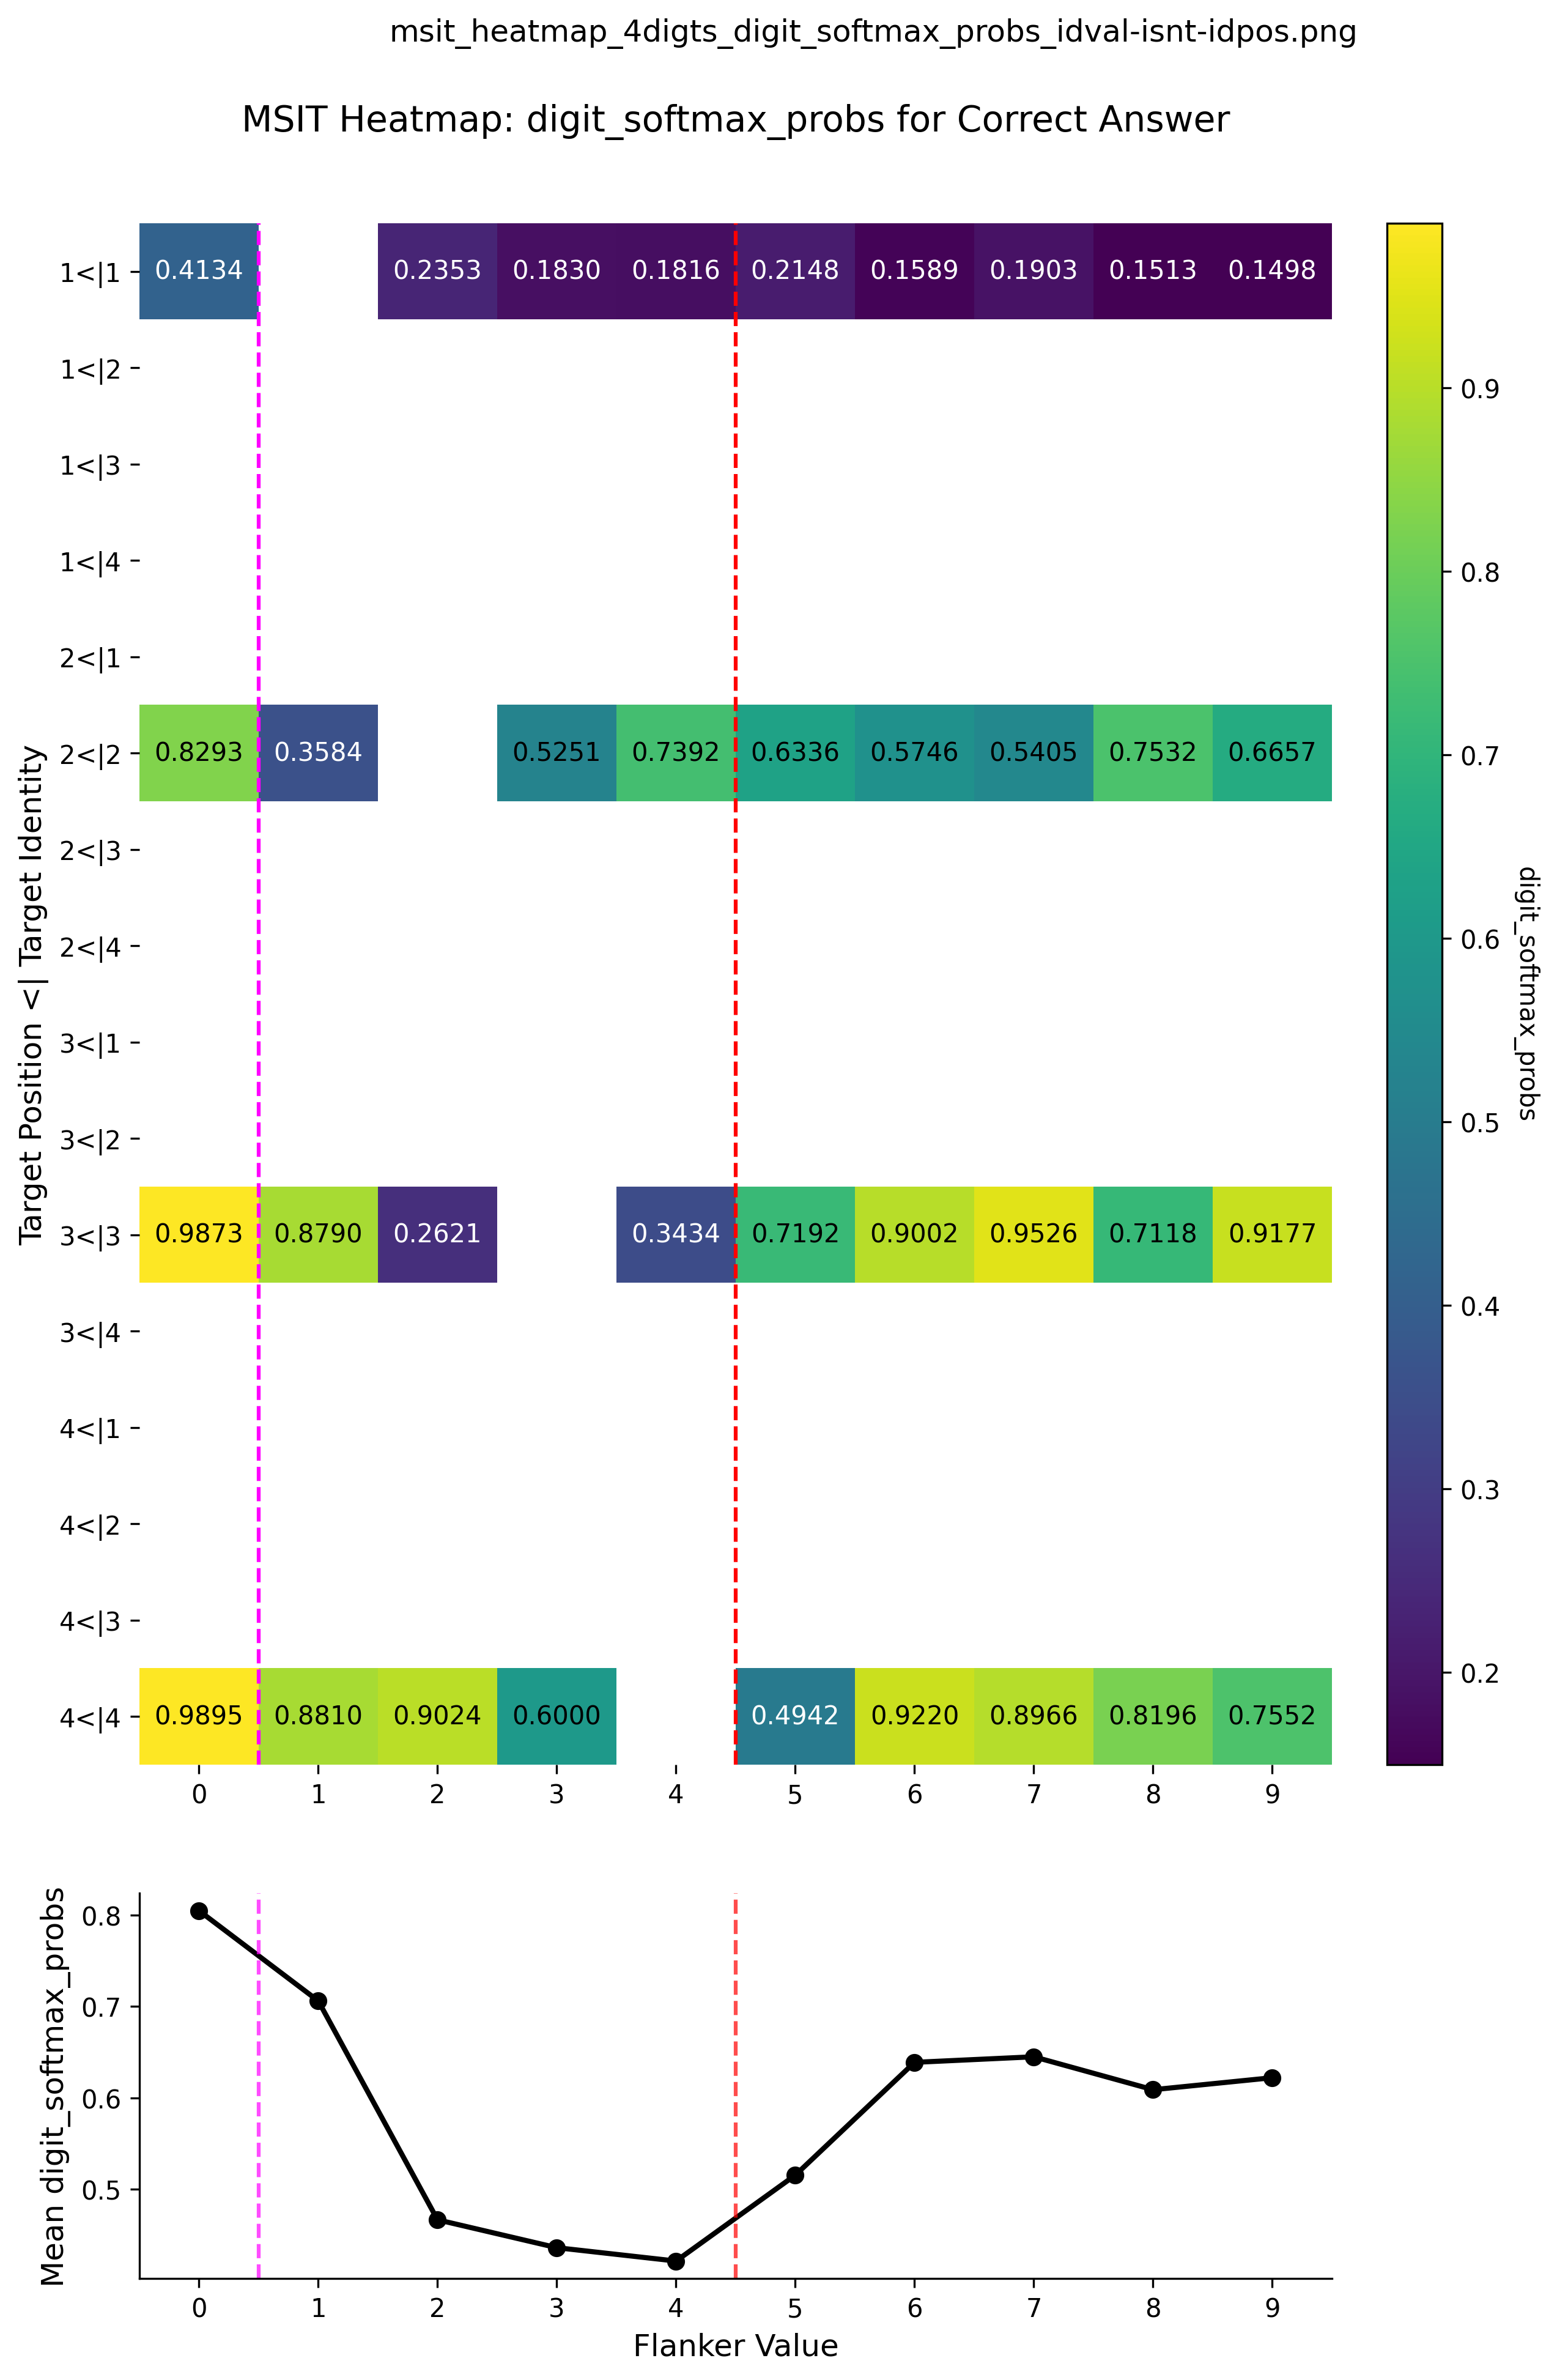 msit_heatmap_4digts_digit_softmax_probs_idval-isnt-idpos.png
MSIT Heatmap: digit_softmax_probs for Correct Answer
Target Position <| Target Identity
1<|1 0.4134 0.2353 0.1830 0.1816 0.2148 0.1589 0.1903 0.1513 0.1498
1<|2
1<|3
1<|4
2<|1
2<|2 0.8293 0.3584 0.5251 0.7392 0.6336 0.5746 0.5405 0.7532 0.6657
2<|3
2<|4
3<|1
3<|2
3<|3 0.9873 0.8790 0.2621 0.3434 0.7192 0.9002 0.9526 0.7118 0.9177
3<|4
4<|1
4<|2
4<|3
4<|4 0.9895 0.8810 0.9024 0.6000 0.4942 0.9220 0.8966 0.8196 0.7552
0 1 2 3 4 5 6 7 8 9
0.9
0.8
0.7
0.6
0.5
0.4
0.3
0.2
digit_softmax_probs
Mean digit_softmax_probs
0.8
0.7
0.6
0.5
0 1 2 3 4 5 6 7 8 9
Flanker Value